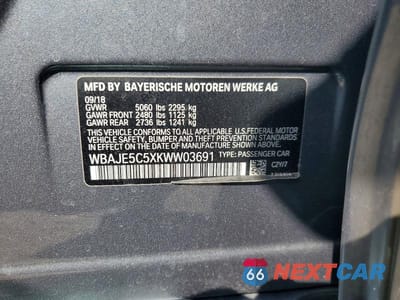 MFD BY BAYERISCHE MOTOREN WERKE AG
09/18
GVWR 5060 lbs 2295 kg
GAWR FRONT 2480 lbs 1125 kg
GAWR REAR 2736 lbs 1241 kg
THIS VEHICLE CONFORMS TO ALL APPLICABLE U.S. FEDERAL MOTOR
VEHICLE SAFETY, BUMPER, AND THEFT PREVENTION STANDARDS
IN EFFECT ON THE DATE OF MANUFACTURE SHOWN ABOVE.
WBAJE5C5XKWW03691 TYPE: PASSENGER CAR
C2Y/7
66 NEXTCAR